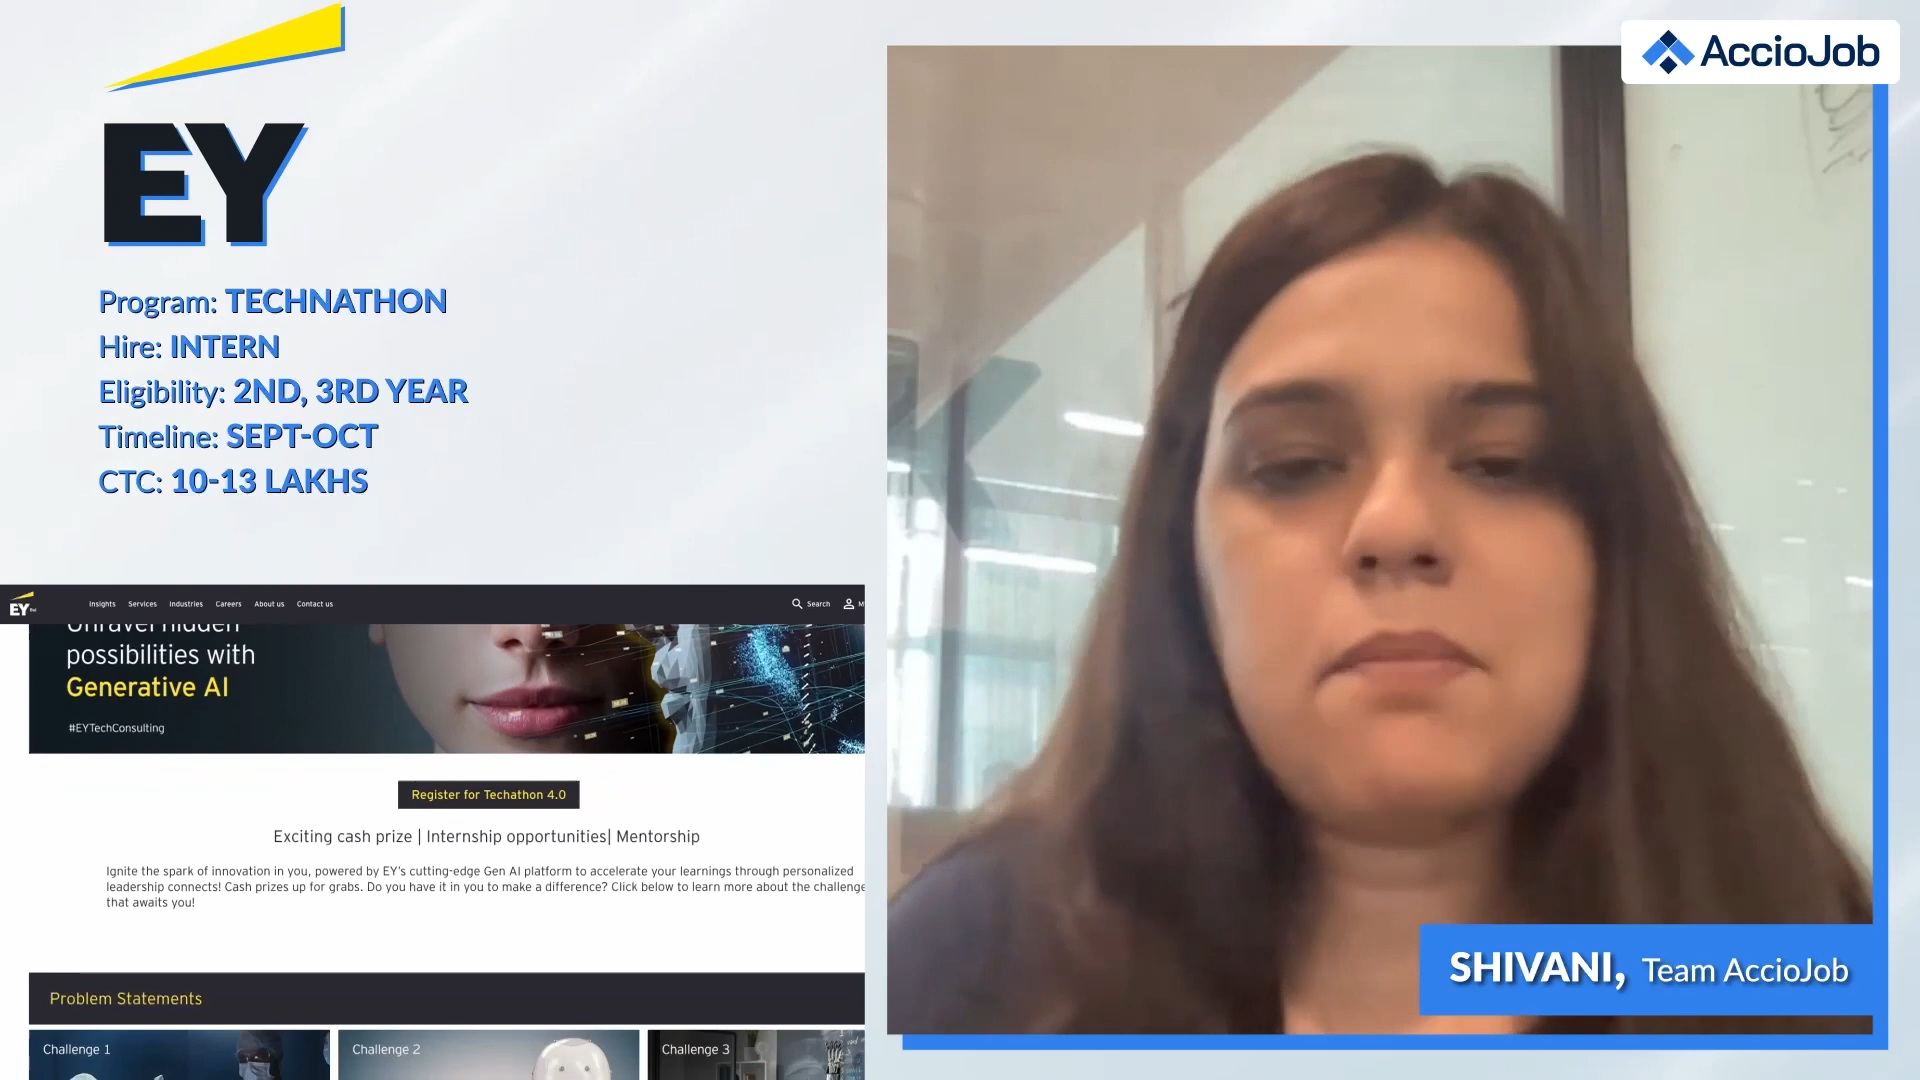 EY
Program: TECHNATHON
Hire: INTERN
Eligibility: 2ND, 3RD YEAR
Timeline: SEPT-OCT
CTC: 10-13 LAKHS
AccioJob
EY
Insights Services Industries Careers About us Contact us Search M
Unravel hidden
possibilities with
Generative AI
#EYTechConsulting
Register for Techathon 4.0
Exciting cash prize | Internship opportunities| Mentorship
Ignite the spark of innovation in you, powered by EY's cutting-edge Gen AI platform to accelerate your learnings through personalized
leadership connects! Cash prizes up for grabs. Do you have it in you to make a difference? Click below to learn more about the challenge
that awaits you!
Problem Statements
Challenge 1
Challenge 2
Challenge 3
SHIVANI, Team AccioJob